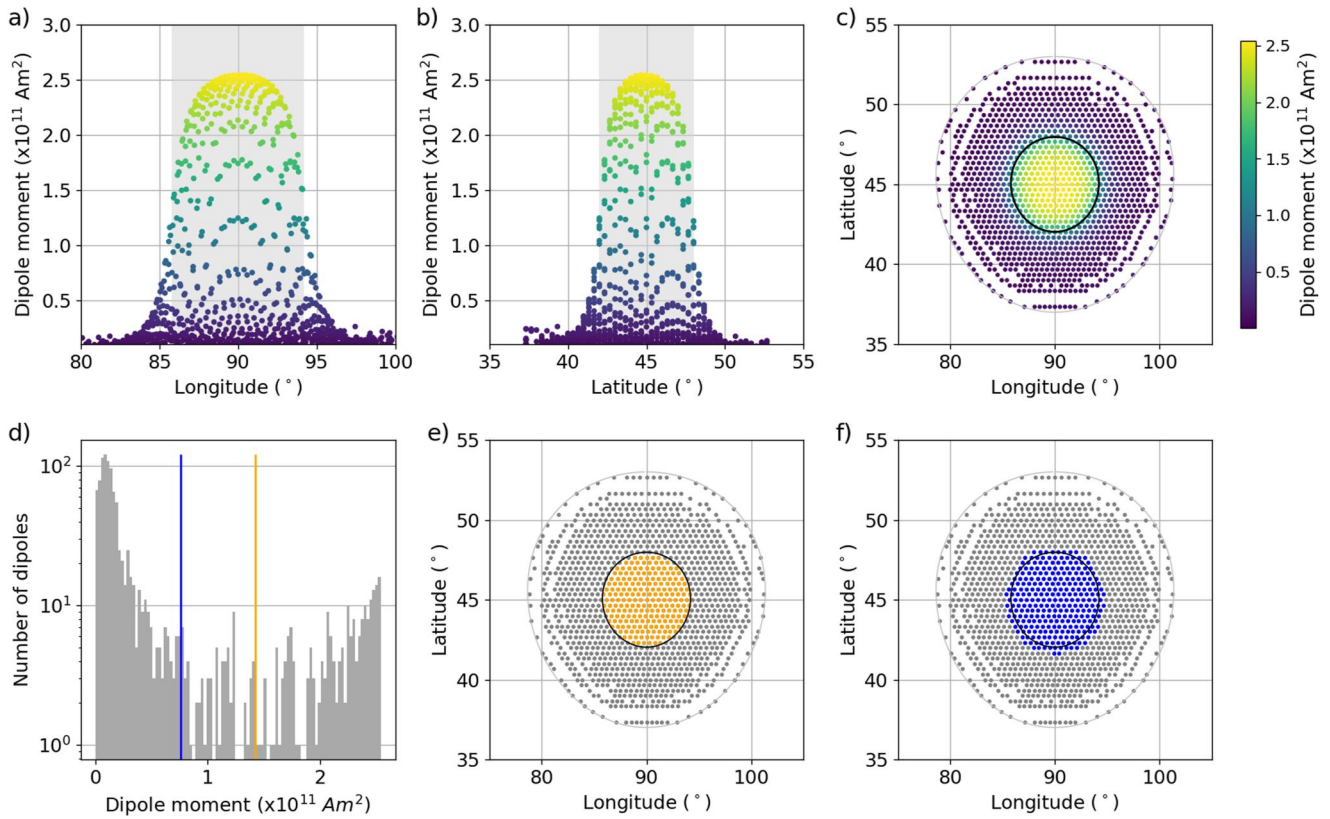 a)
3.0
2.5
2.0
1.5
1.0
0.5
Dipole moment (x10¹¹ Am²)
80 85 90 95 100
Longitude (°)
b)
3.0
2.5
2.0
1.5
1.0
0.5
Dipole moment (x10¹¹ Am²)
35 40 45 50 55
Latitude (°)
c)
55
50
45
40
35
Latitude (°)
80 90 100
Longitude (°)
2.5
2.0
1.5
1.0
0.5
Dipole moment (x10¹¹ Am²)
d)
10²
10¹
10⁰
Number of dipoles
0 1 2
Dipole moment (x10¹¹ Am²)
e)
55
50
45
40
35
Latitude (°)
80 90 100
Longitude (°)
f)
55
50
45
40
35
Latitude (°)
80 90 100
Longitude (°)